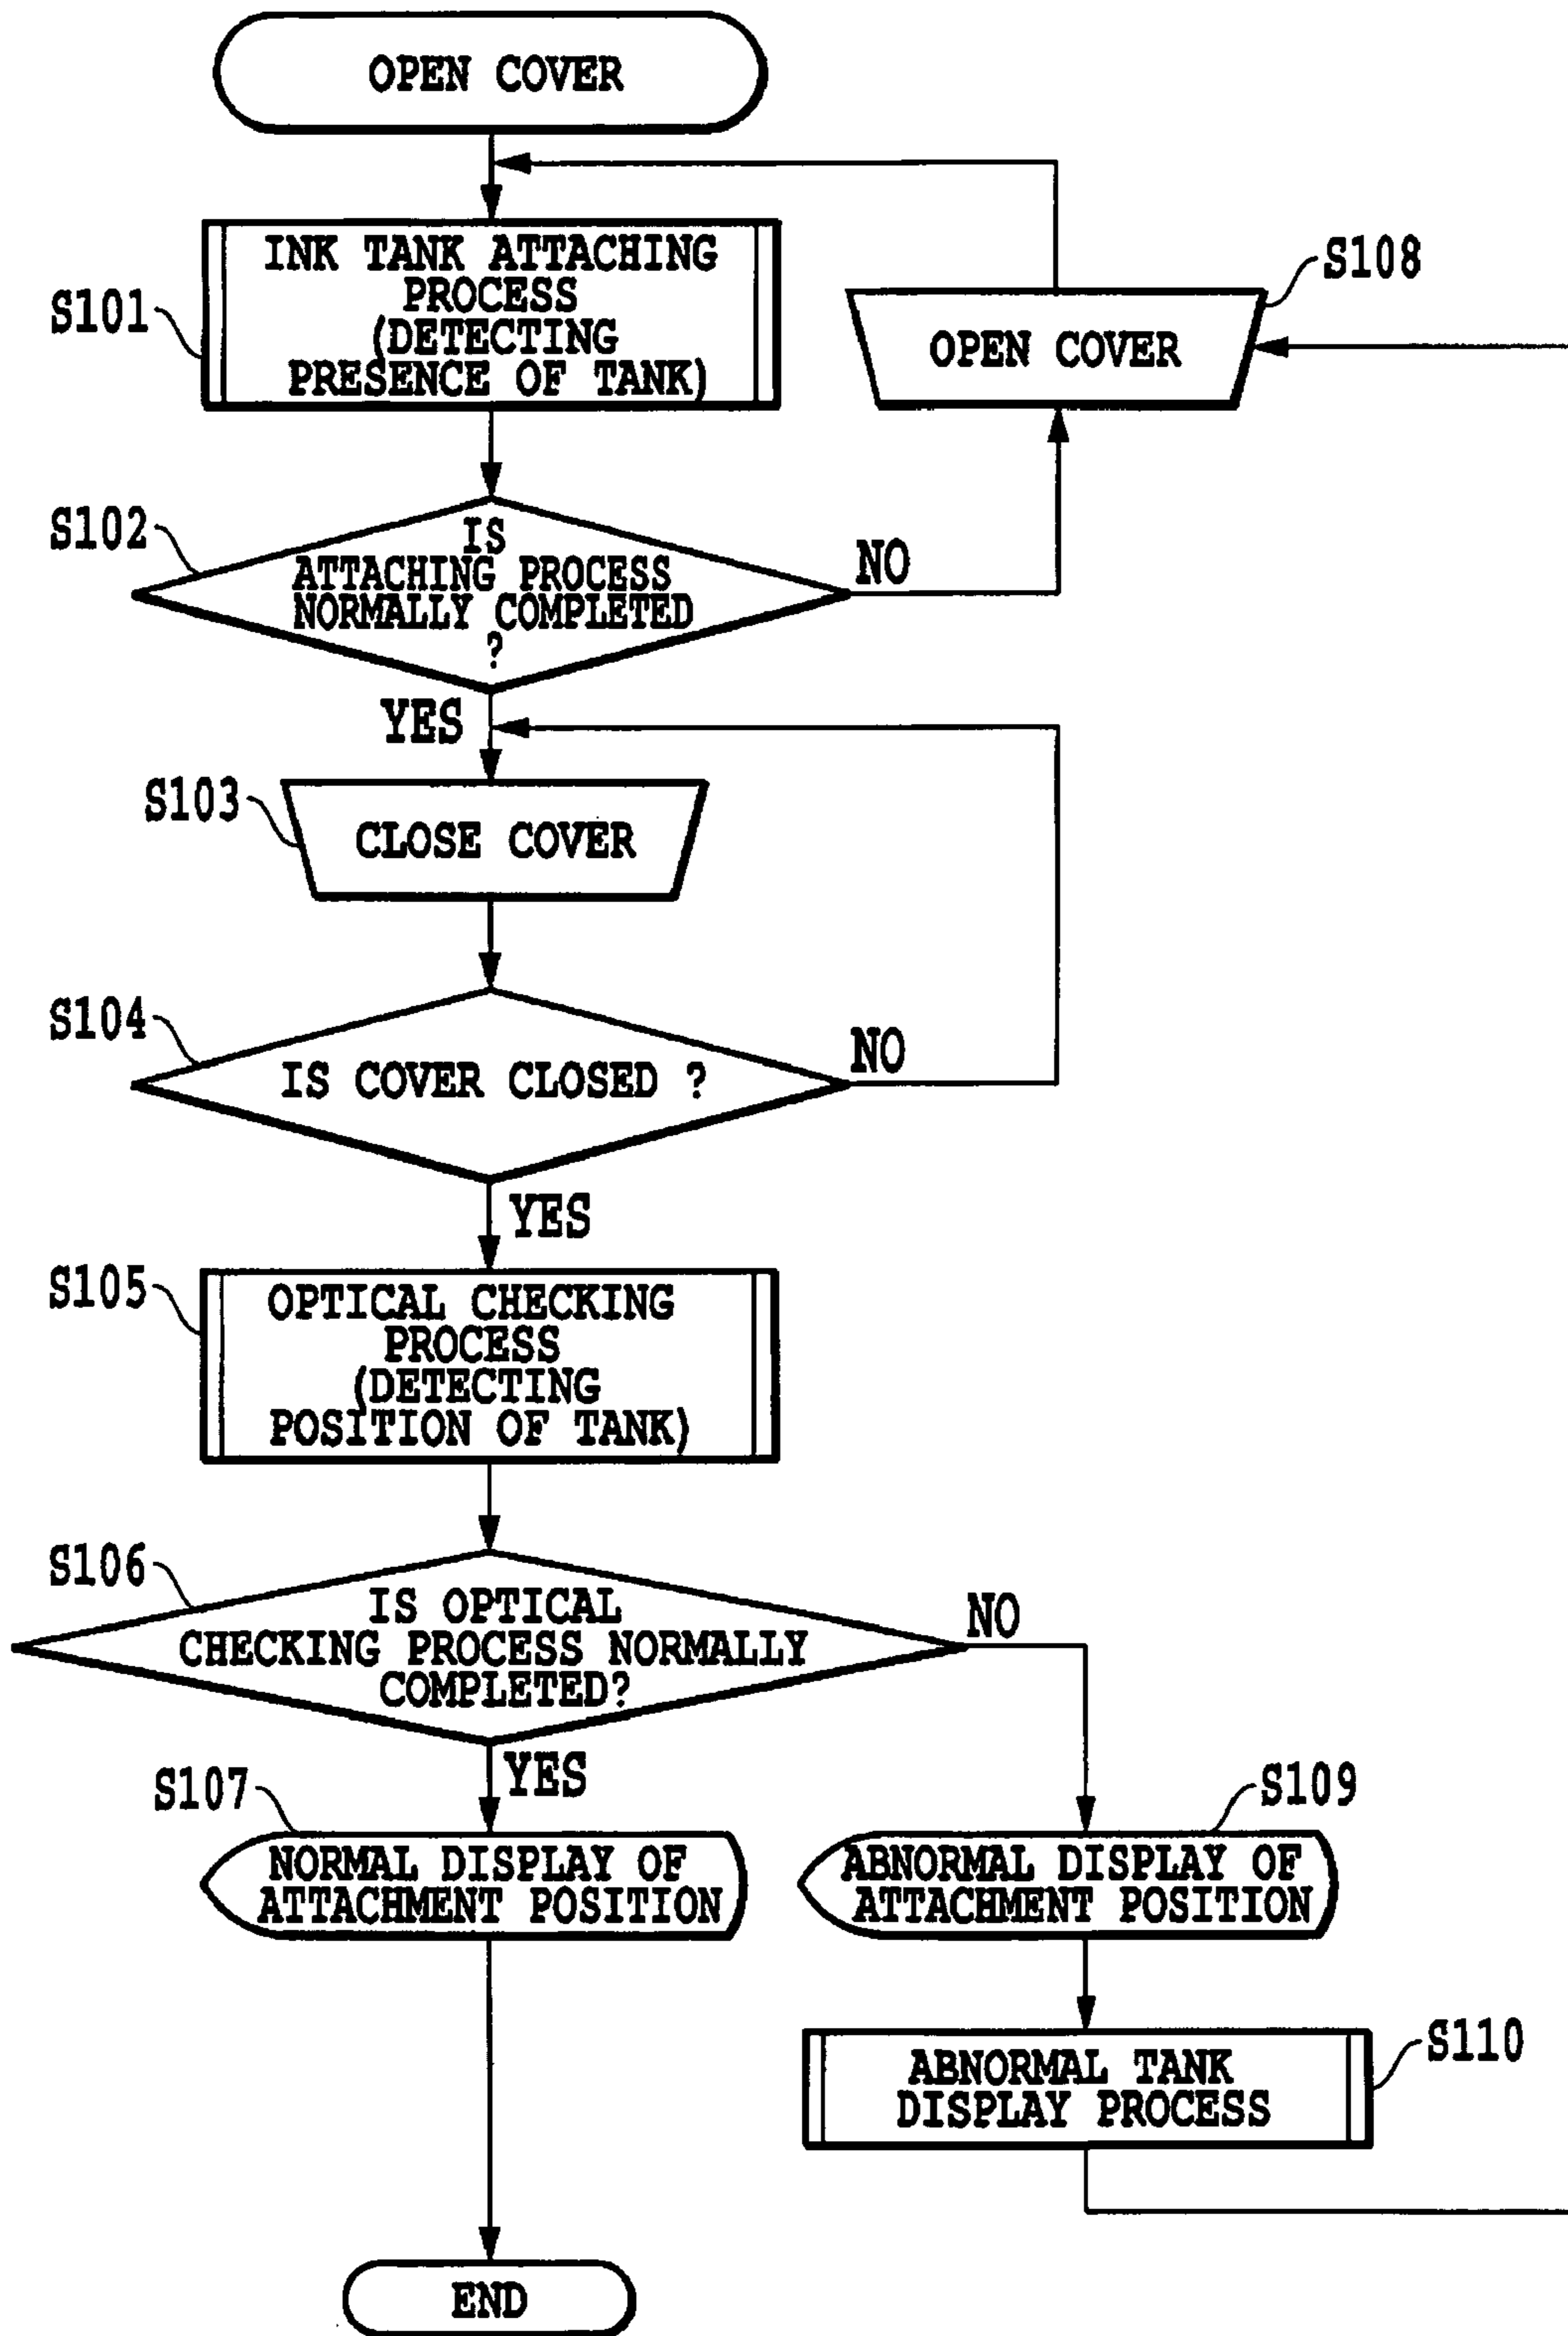 OPEN COVER
S101
INK TANK ATTACHING
PROCESS
(DETECTING
PRESENCE OF TANK)
S108
OPEN COVER
S102
IS
ATTACHING PROCESS
NORMALLY COMPLETED
?
NO
YES
S103
CLOSE COVER
S104
IS COVER CLOSED ?
NO
YES
S105
OPTICAL CHECKING
PROCESS
(DETECTING
POSITION OF TANK)
S106
IS OPTICAL
CHECKING PROCESS NORMALLY
COMPLETED?
NO
YES
S107
NORMAL DISPLAY OF
ATTACHMENT POSITION
S109
ABNORMAL DISPLAY OF
ATTACHMENT POSITION
S110
ABNORMAL TANK
DISPLAY PROCESS
END